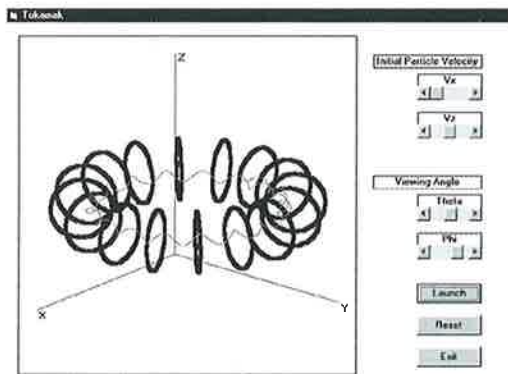 Tokamak
Z
X
Y
Initial Particle Velocity
Vx
Vz
Viewing Angle
Theta
Phi
Launch
Reset
Exit